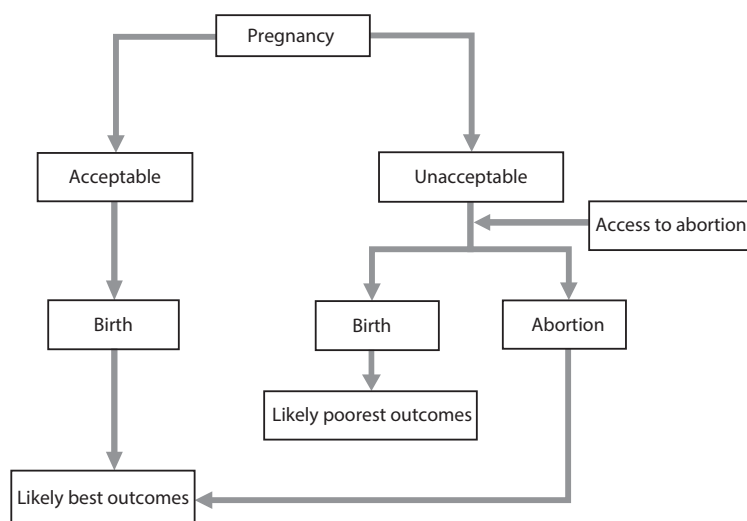 Pregnancy
Acceptable
Unacceptable
Access to abortion
Birth
Birth
Abortion
Likely poorest outcomes
Likely best outcomes